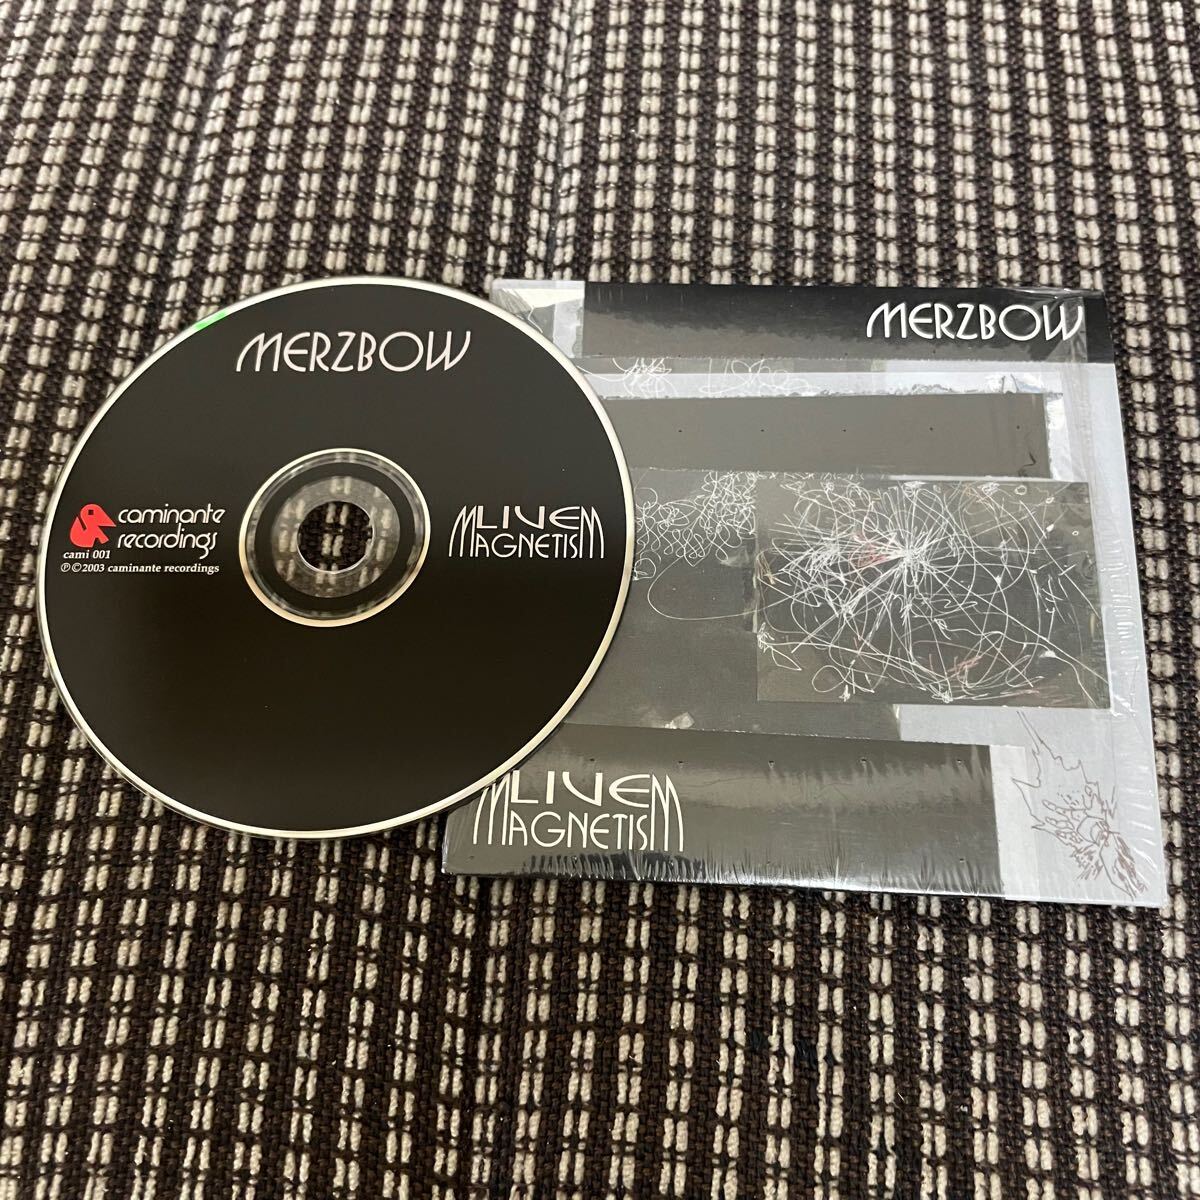 MERZBOW
caminante
recordings
cami 001
℗©2003 caminante recordings
LIVE
MAGNETISM
MERZBOW
LIVE
MAGNETISM